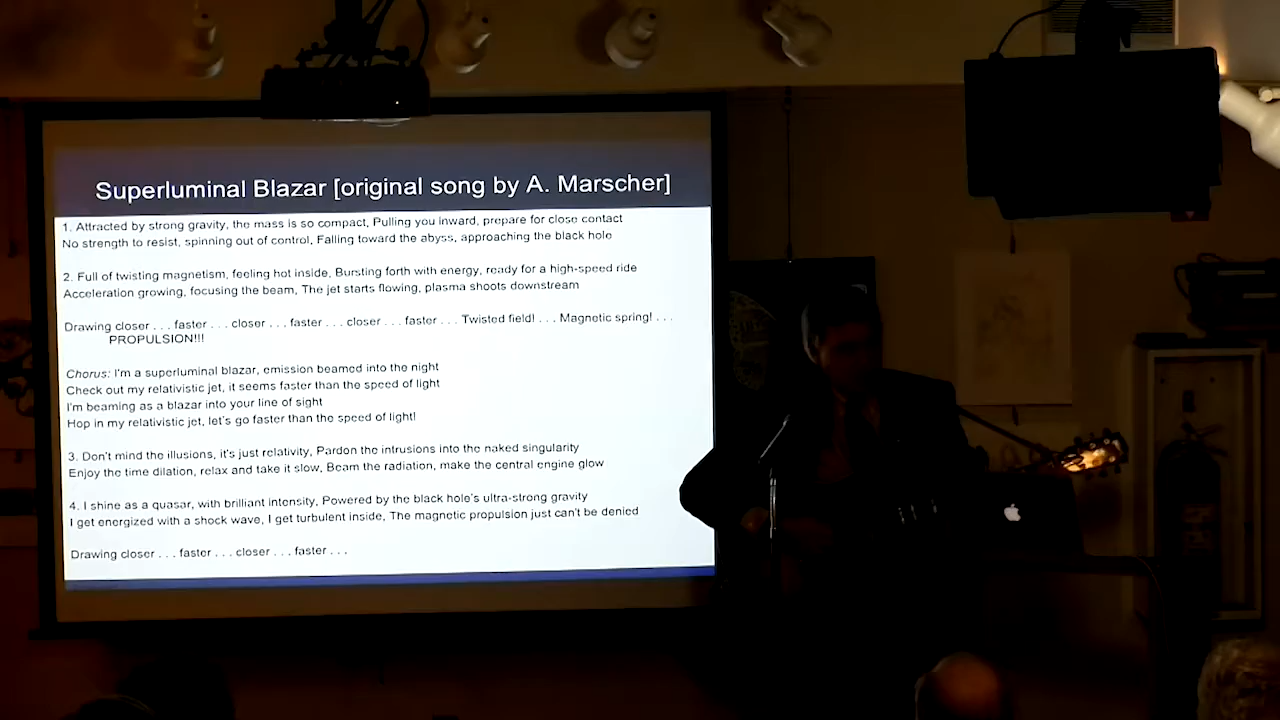 Superluminal Blazar [original song by A. Marscher]
1. Attracted by strong gravity, the mass is so compact, Pulling you inward, prepare for close contact
No strength to resist, spinning out of control, Falling toward the abyss, approaching the black hole
2. Full of twisting magnetism, feeling hot inside, Bursting forth with energy, ready for a high-speed ride
Acceleration growing, focusing the beam, The jet starts flowing, plasma shoots downstream
Drawing closer . . . faster . . . closer . . . faster . . . closer . . . faster . . . Twisted field! . . . Magnetic spring! . . .
PROPULSION!!!
Chorus: I'm a superluminal blazar, emission beamed into the night
Check out my relativistic jet, it seems faster than the speed of light
I'm beaming as a blazar into your line of sight
Hop in my relativistic jet, let's go faster than the speed of light!
3. Don't mind the illusions, it's just relativity, Pardon the intrusions into the naked singularity
Enjoy the time dilation, relax and take it slow, Beam the radiation, make the central engine glow
4. I shine as a quasar, with brilliant intensity, Powered by the black hole's ultra-strong gravity
I get energized with a shock wave, I get turbulent inside, The magnetic propulsion just can't be denied
Drawing closer . . . faster . . . closer . . . faster . . .